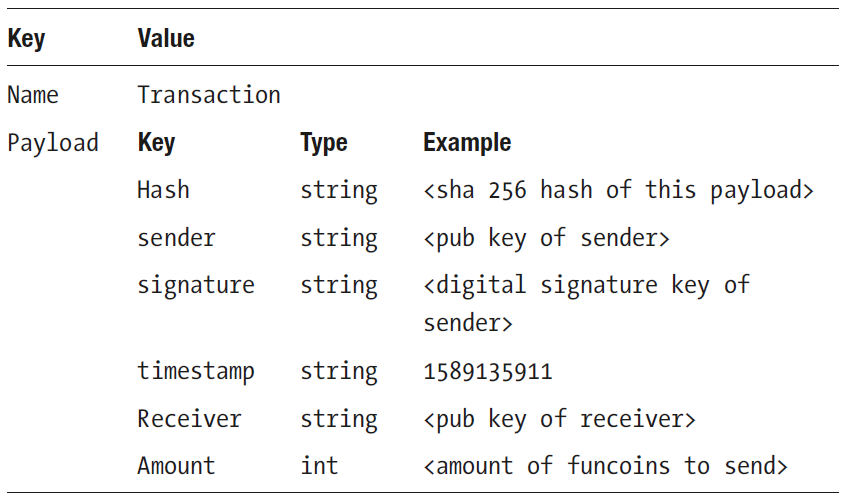 Key Value
Name Transaction
Payload Key Type Example
Hash string <sha 256 hash of this payload>
sender string <pub key of sender>
signature string <digital signature key of
sender>
timestamp string 1589135911
Receiver string <pub key of receiver>
Amount int <amount of funcoins to send>